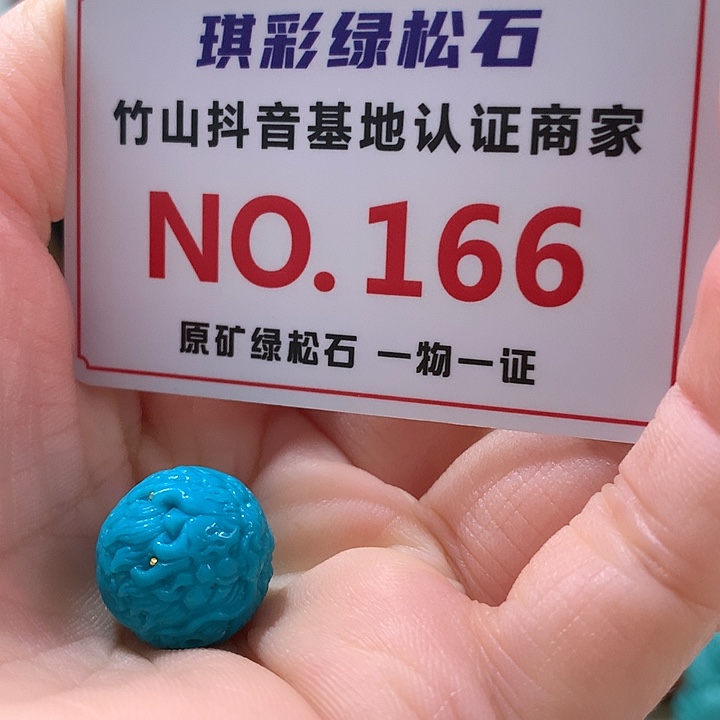 琪彩绿松石
竹山抖音基地认证商家
NO.166
原矿绿松石 一物一证